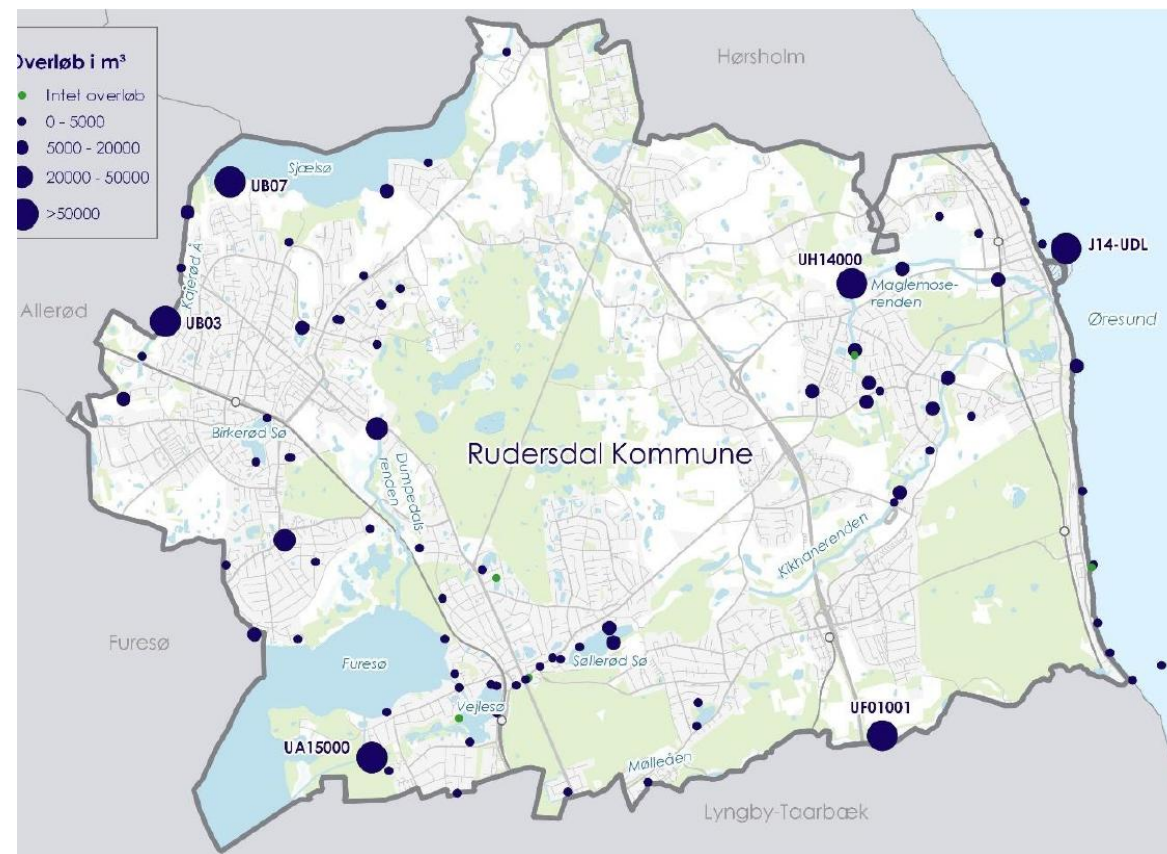 Overløb i m³
Intet overløb
0 - 5000
5000 - 20000
20000 - 50000
>50000
Hørsholm
Sjælsø
UB07
J14-UDL
UH14000
Maglemose-
renden
Kajerød Å
Allerød
UB03
Øresund
Birkerød Sø
Rudersdal Kommune
Dumpedals
renden
Kikhanerenden
Furesø
Furesø
Søllerød Sø
Vejlesø
UF01001
UA15000
Mølleåen
Lyngby-Taarbæk